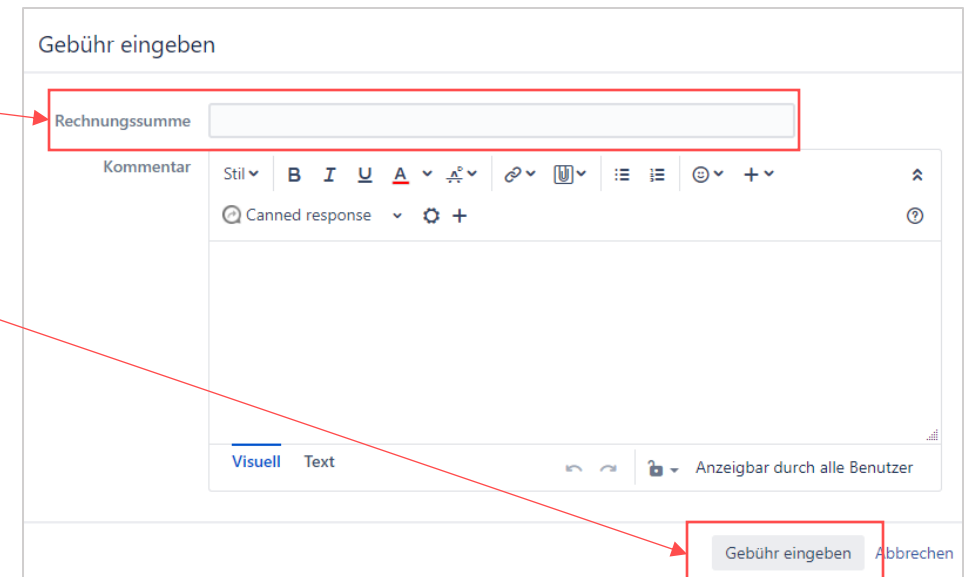 Gebühr eingeben
Rechnungssumme
Kommentar
Stil B I U A
Canned response
Visuell Text Anzeigbar durch alle Benutzer
Gebühr eingeben Abbrechen